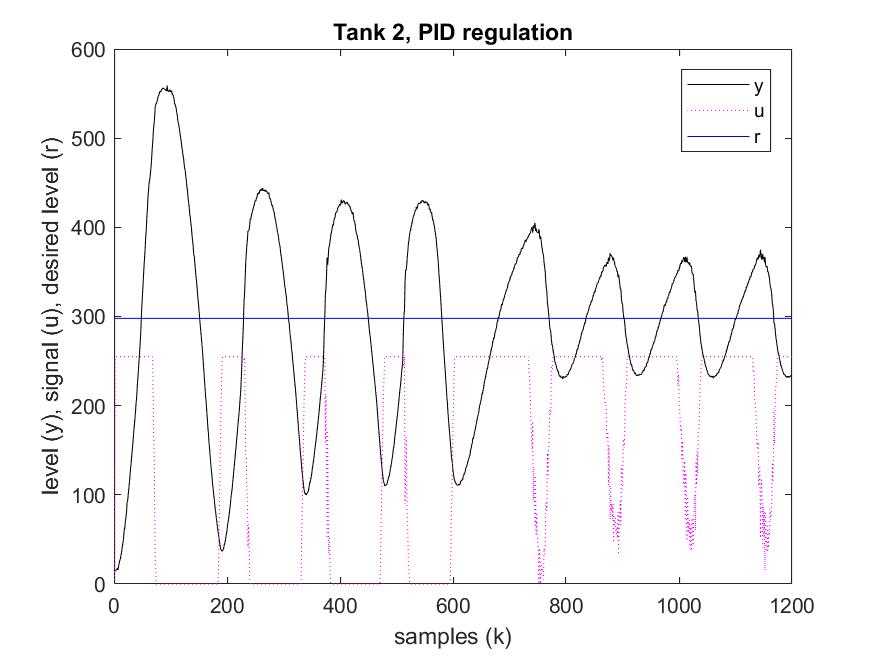 Tank 2, PID regulation
600
500
400
300
200
100
0
level (y), signal (u), desired level (r)
y
u
r
0 200 400 600 800 1000 1200
samples (k)